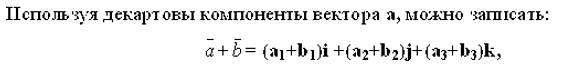 Используя декартовы компоненты вектора a, можно записать:
a̅ + b̅ = (a₁+b₁)i +(a₂+b₂)j+(a₃+b₃)k,